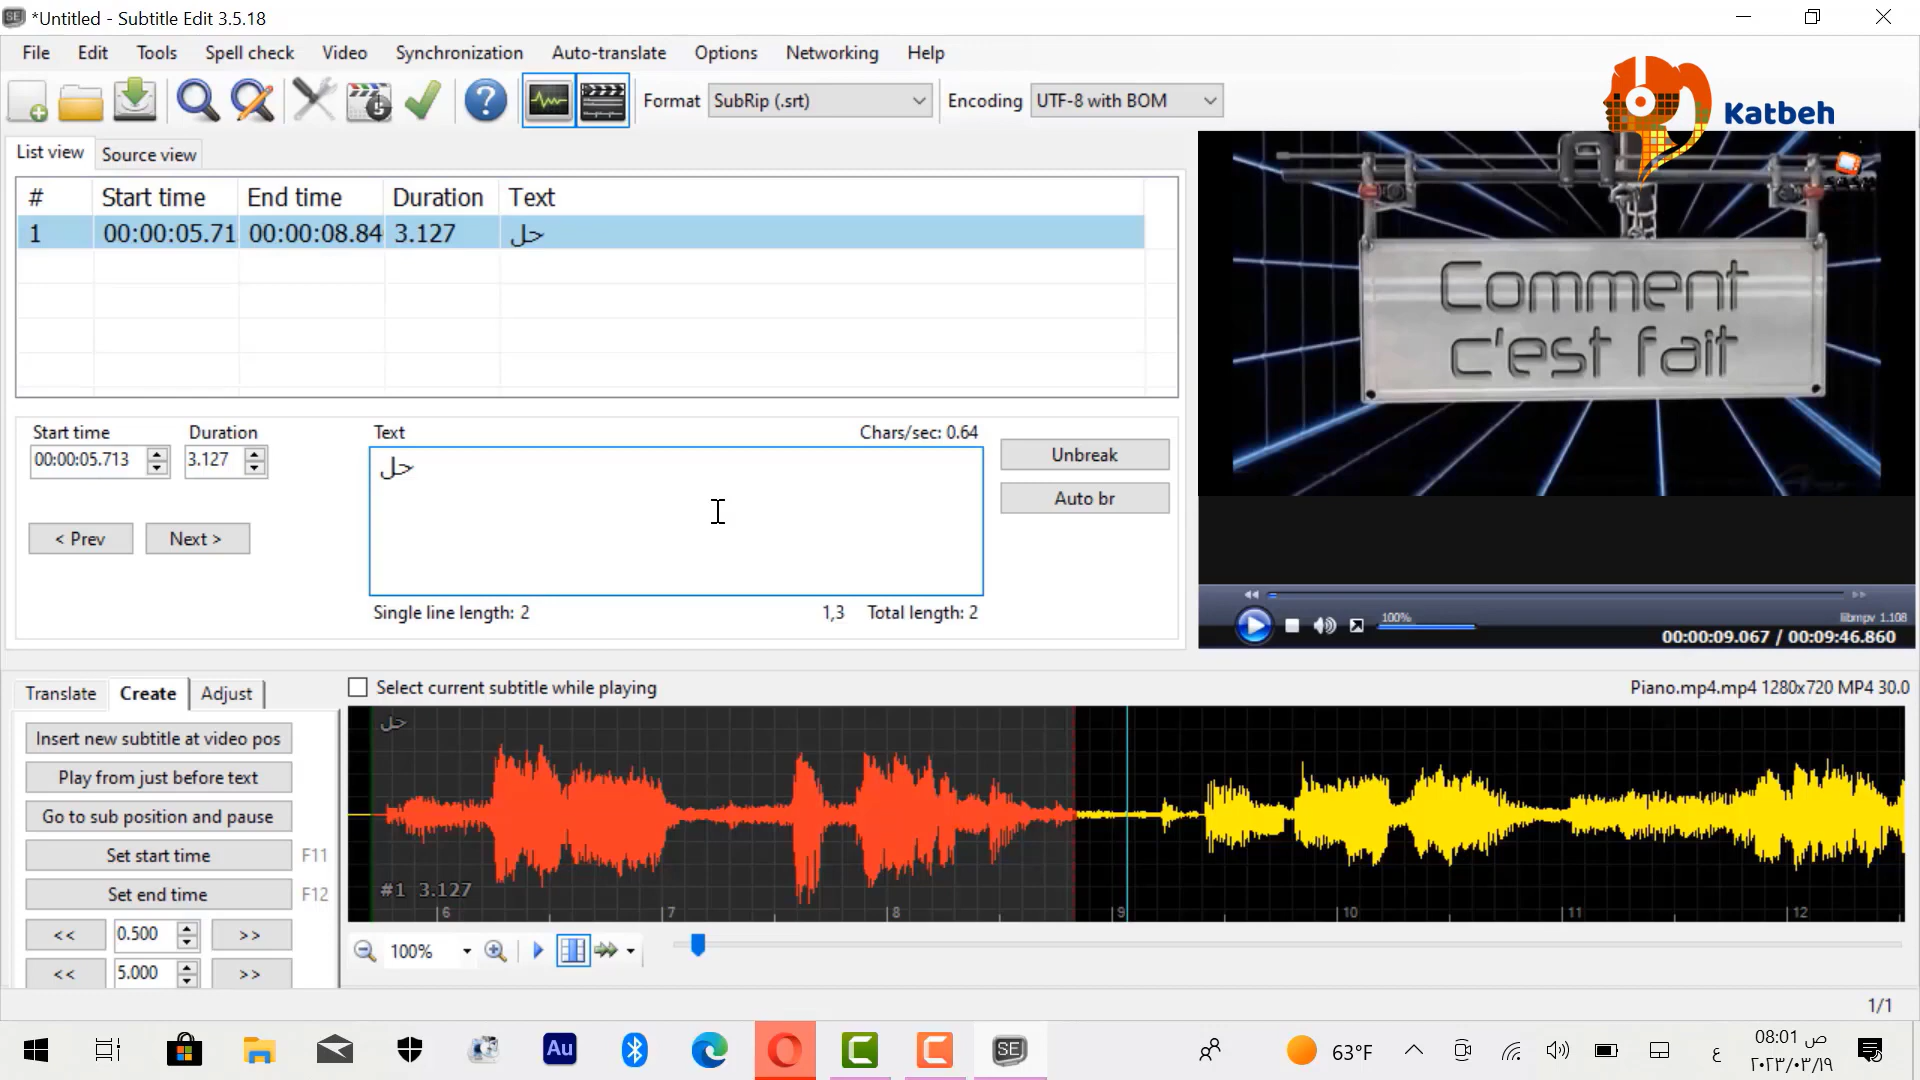 *Untitled - Subtitle Edit 3.5.18
File Edit Tools Spell check Video Synchronization Auto-translate Options Networking Help
Format SubRip (.srt) Encoding UTF-8 with BOM
Katbeh
List view Source view
# Start time End time Duration Text
1 00:00:05.71 00:00:08.84 3.127 حل
Comment
c'est fait
Start time Duration Text Chars/sec: 0.64
00:00:05.713 3.127
حل
Unbreak
Auto br
< Prev Next >
Single line length: 2 1,3 Total length: 2
100% libmpv 1.108
00:00:09.067 / 00:09:46.860
Translate Create Adjust
Select current subtitle while playing Piano.mp4.mp4 1280x720 MP4 30.0
Insert new subtitle at video pos
Play from just before text
Go to sub position and pause
Set start time F11
Set end time F12
<< 0.500 >>
<< 5.000 >>
حل
#1 3.127
6 7 8 9 10 11 12
100%
1/1
Au
SE
63°F
ع
08:01 ص
٢٠٢٣/٠٣/١٩